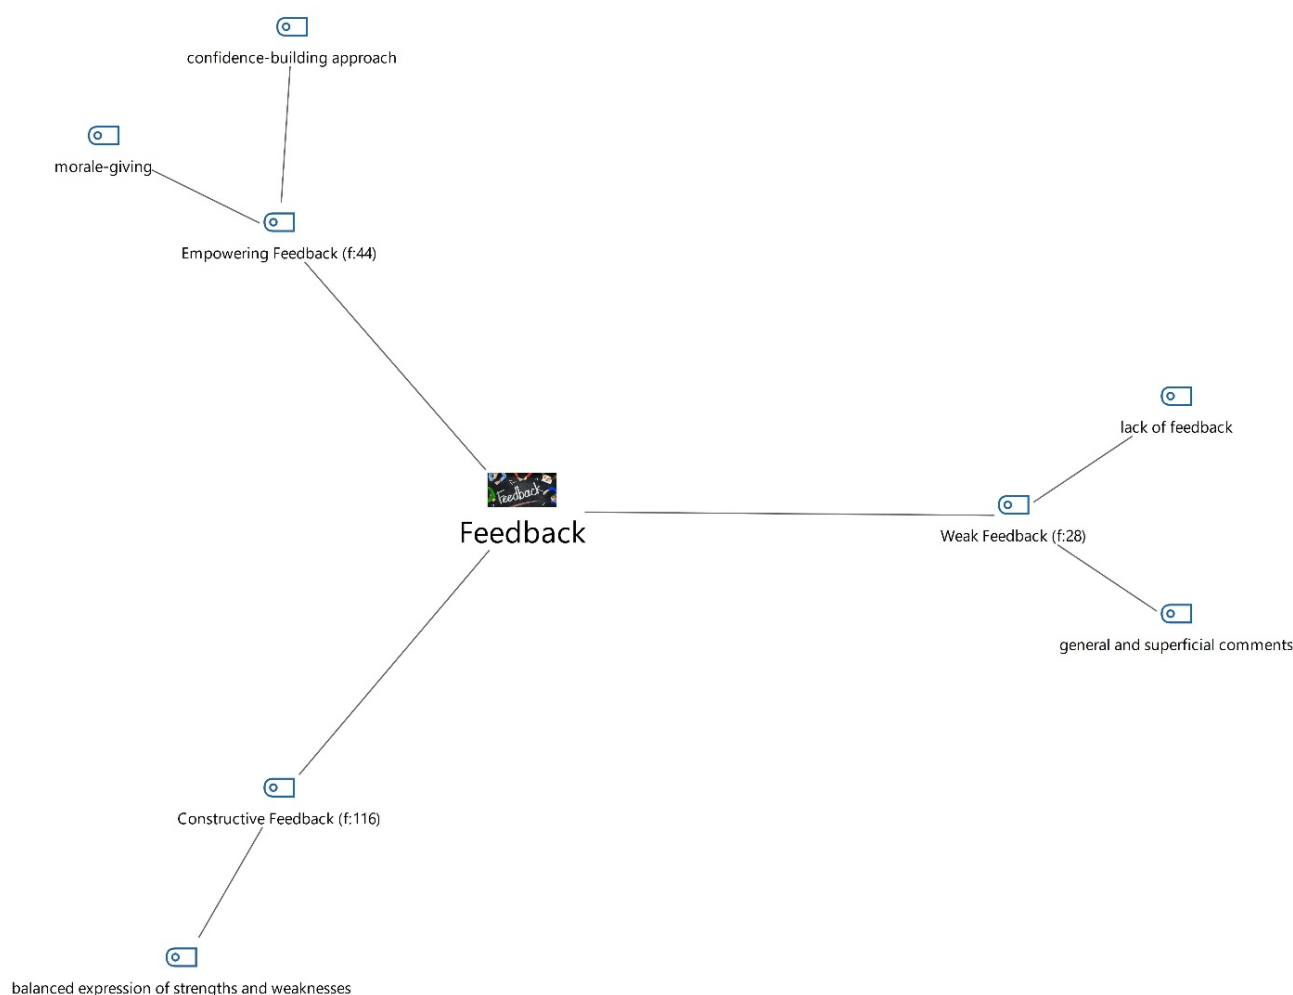 confidence-building approach
morale-giving
Empowering Feedback (f:44)
lack of feedback
Feedback
Feedback
Weak Feedback (f:28)
general and superficial comments
Constructive Feedback (f:116)
balanced expression of strengths and weaknesses